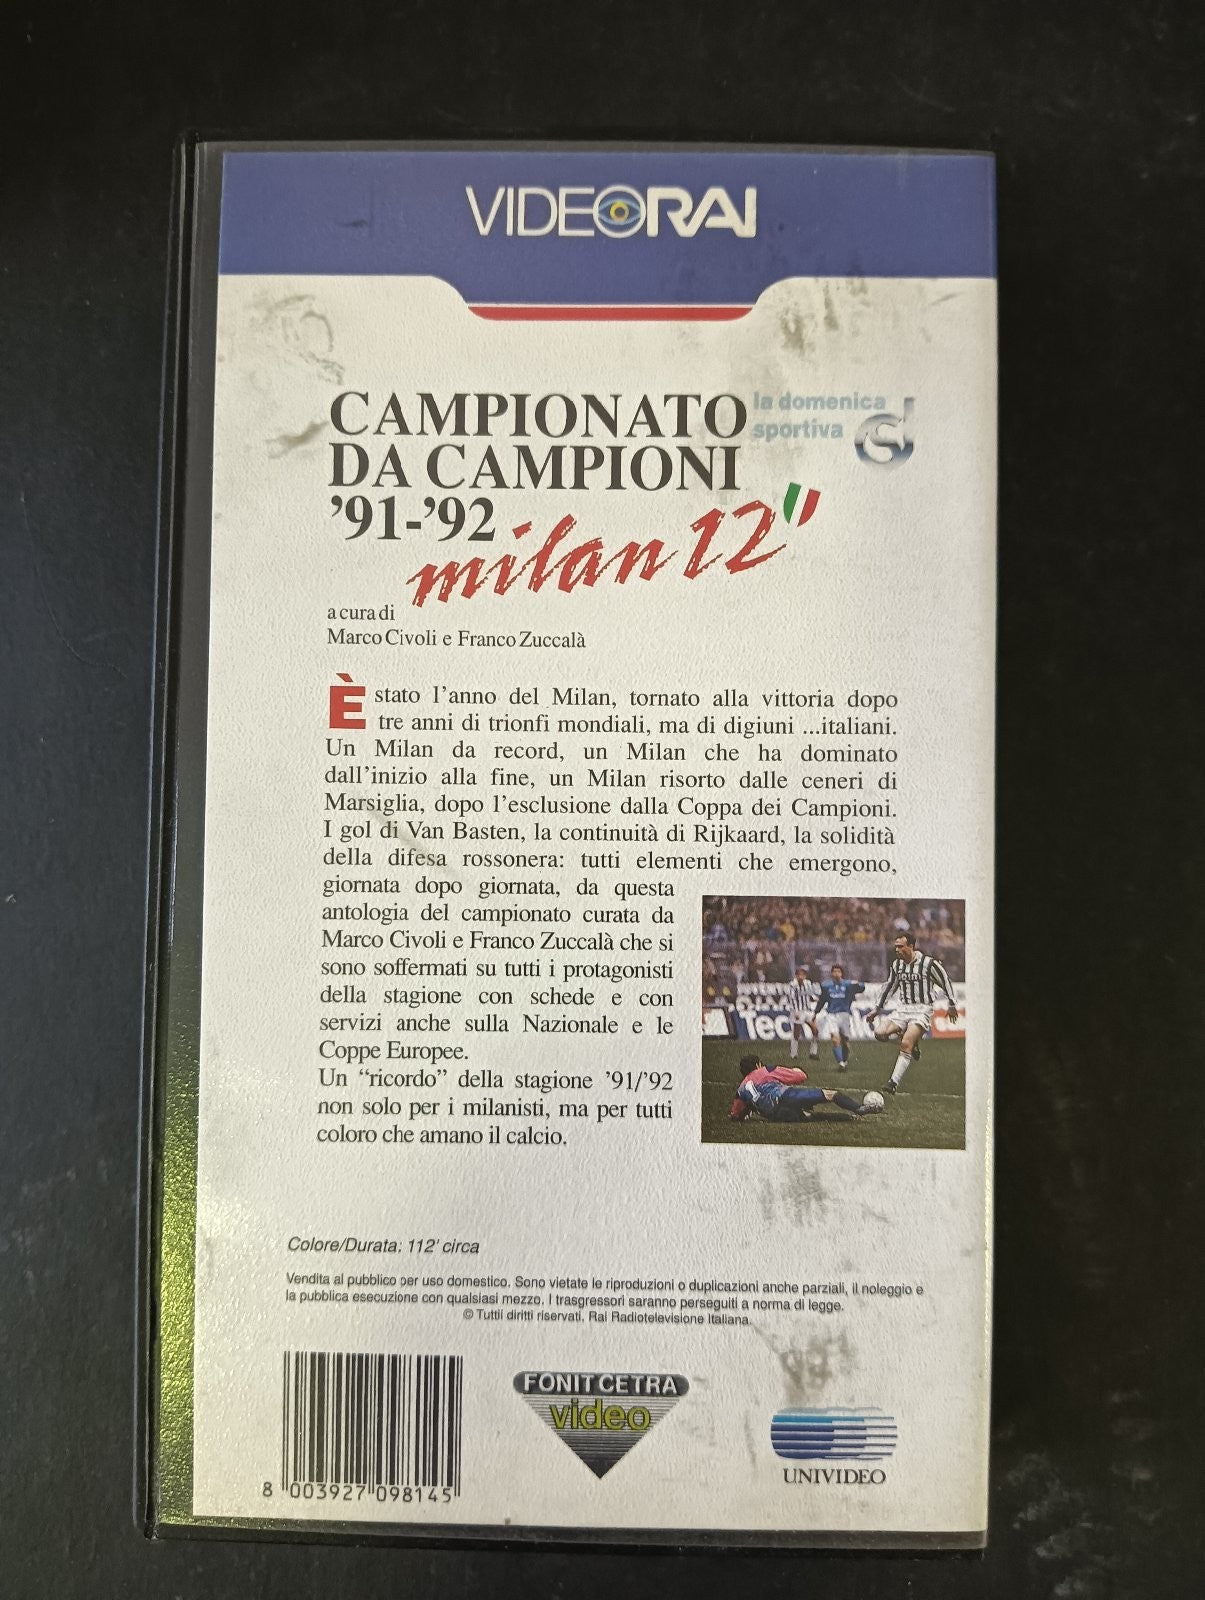 VIDEORAI
CAMPIONATO
DA CAMPIONI
’91-’92
la domenica
sportiva
milan 12
a cura di
Marco Civoli e Franco Zuccalà
È stato l’anno del Milan, tornato alla vittoria dopo
tre anni di trionfi mondiali, ma di digiuni ...italiani.
Un Milan da record, un Milan che ha dominato
dall’inizio alla fine, un Milan risorto dalle ceneri di
Marsiglia, dopo l’esclusione dalla Coppa dei Campioni.
I gol di Van Basten, la continuità di Rijkaard, la solidità
della difesa rossonera: tutti elementi che emergono,
giornata dopo giornata, da questa
antologia del campionato curata da
Marco Civoli e Franco Zuccalà che si
sono soffermati su tutti i protagonisti
della stagione con schede e con
servizi anche sulla Nazionale e le
Coppe Europee.
Un “ricordo” della stagione ’91/’92
non solo per i milanisti, ma per tutti
coloro che amano il calcio.
Colore/Durata: 112’ circa
Vendita al pubblico per uso domestico. Sono vietate le riproduzioni o duplicazioni anche parziali, il noleggio e
la pubblica esecuzione con qualsiasi mezzo. I trasgressori saranno perseguiti a norma di legge.
© Tuttii diritti riservati. Rai Radiotelevisione Italiana.
8 003927 098145
FONIT CETRA
video
UNIVIDEO